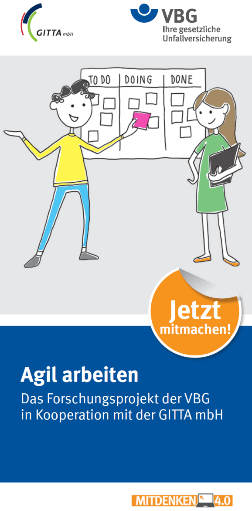 GITTA mbH
VBG
Ihre gesetzliche
Unfallversicherung
TO DO DOING DONE
Jetzt
mitmachen!
Agil arbeiten
Das Forschungsprojekt der VBG
in Kooperation mit der GITTA mbH
MITDENKEN 4.0